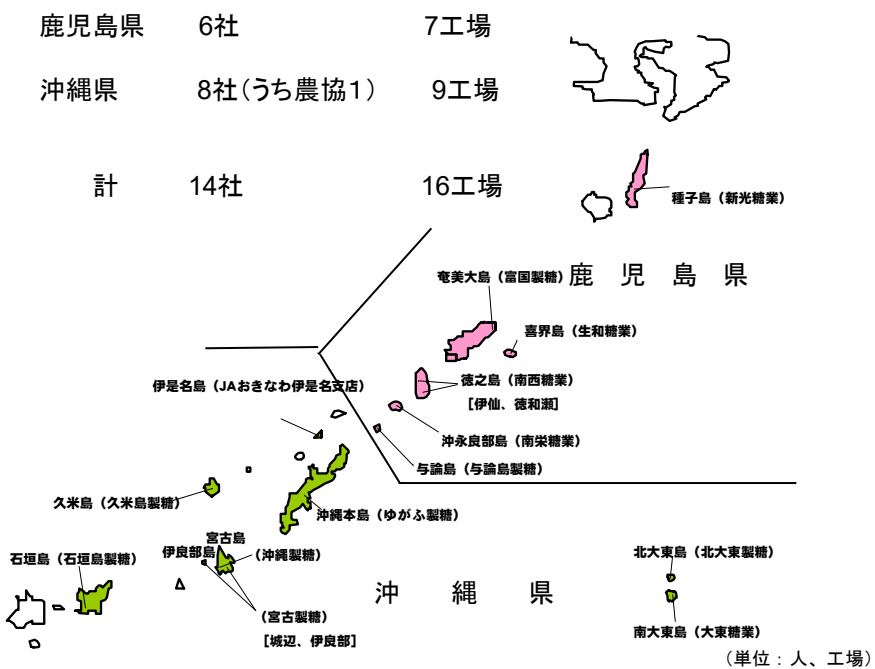 鹿児島県 6社 7工場
沖縄県 8社(うち農協1) 9工場
計 14社 16工場
種子島(新光糖業)
奄美大島(富国製糖)
鹿児島県
喜界島(生和糖業)
徳之島(南西糖業)
[伊仙、徳和瀬]
伊是名島(JAおきなわ伊是名支店)
沖永良部島(南栄糖業)
与論島(与論島製糖)
久米島(久米島製糖)
沖縄本島(ゆがふ製糖)
宮古島
伊良部島
(沖縄製糖)
石垣島(石垣島製糖)
北大東島(北大東製糖)
沖縄県
(宮古製糖)
[城辺、伊良部]
南大東島(大東糖業)
(単位:人、工場)